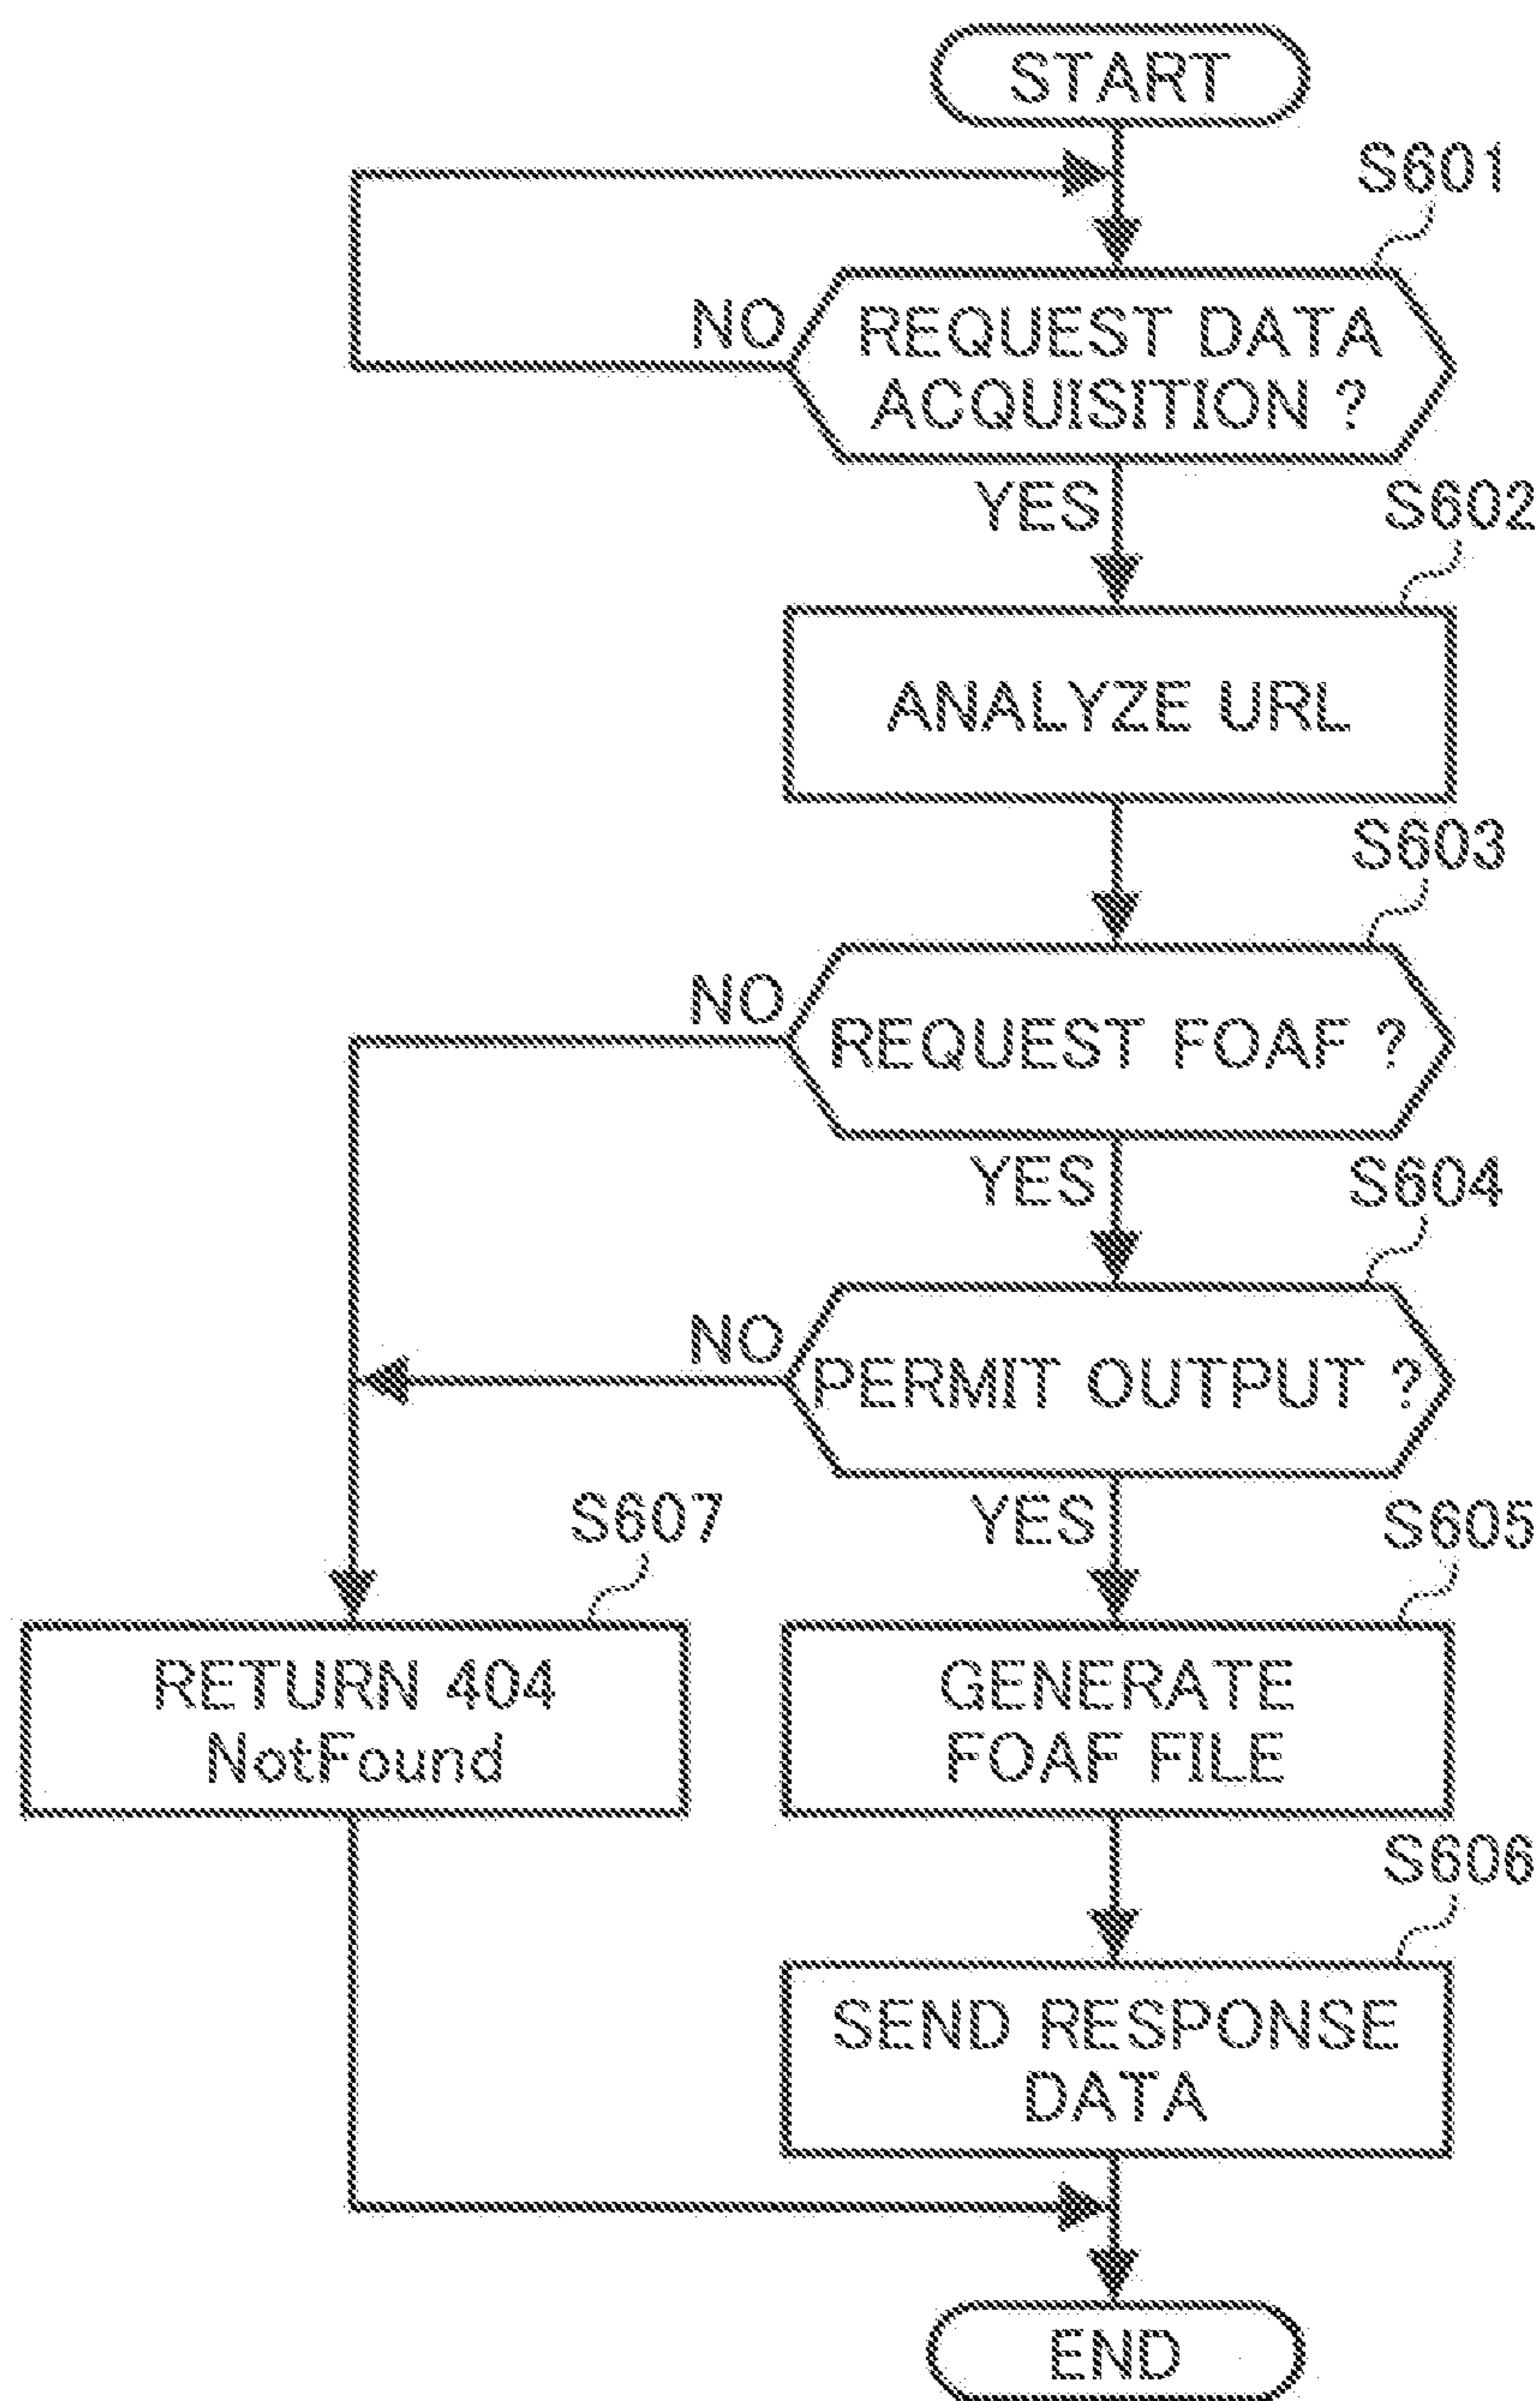 START
S601
NO
REQUEST DATA
ACQUISITION ?
YES
S602
ANALYZE URL
S603
NO
REQUEST FOAF ?
YES
S604
NO
PERMIT OUTPUT ?
YES
S607
S605
RETURN 404
NotFound
GENERATE
FOAF FILE
S606
SEND RESPONSE
DATA
END